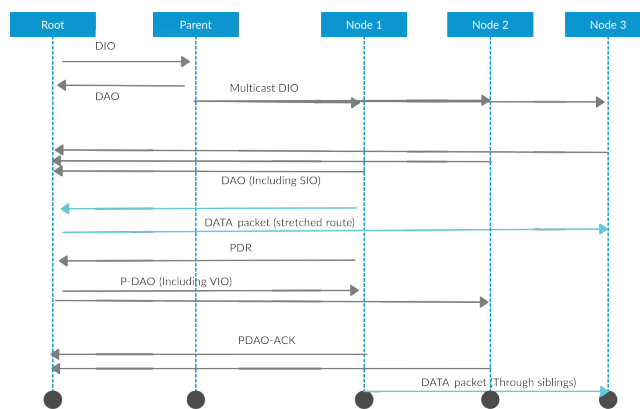 Root
Parent
Node 1
Node 2
Node 3
DIO
Multicast DIO
DAO
DAO (Including SIO)
DATA packet (stretched route)
PDR
P-DAO (Including VIO)
PDAO-ACK
DATA packet (Through siblings)